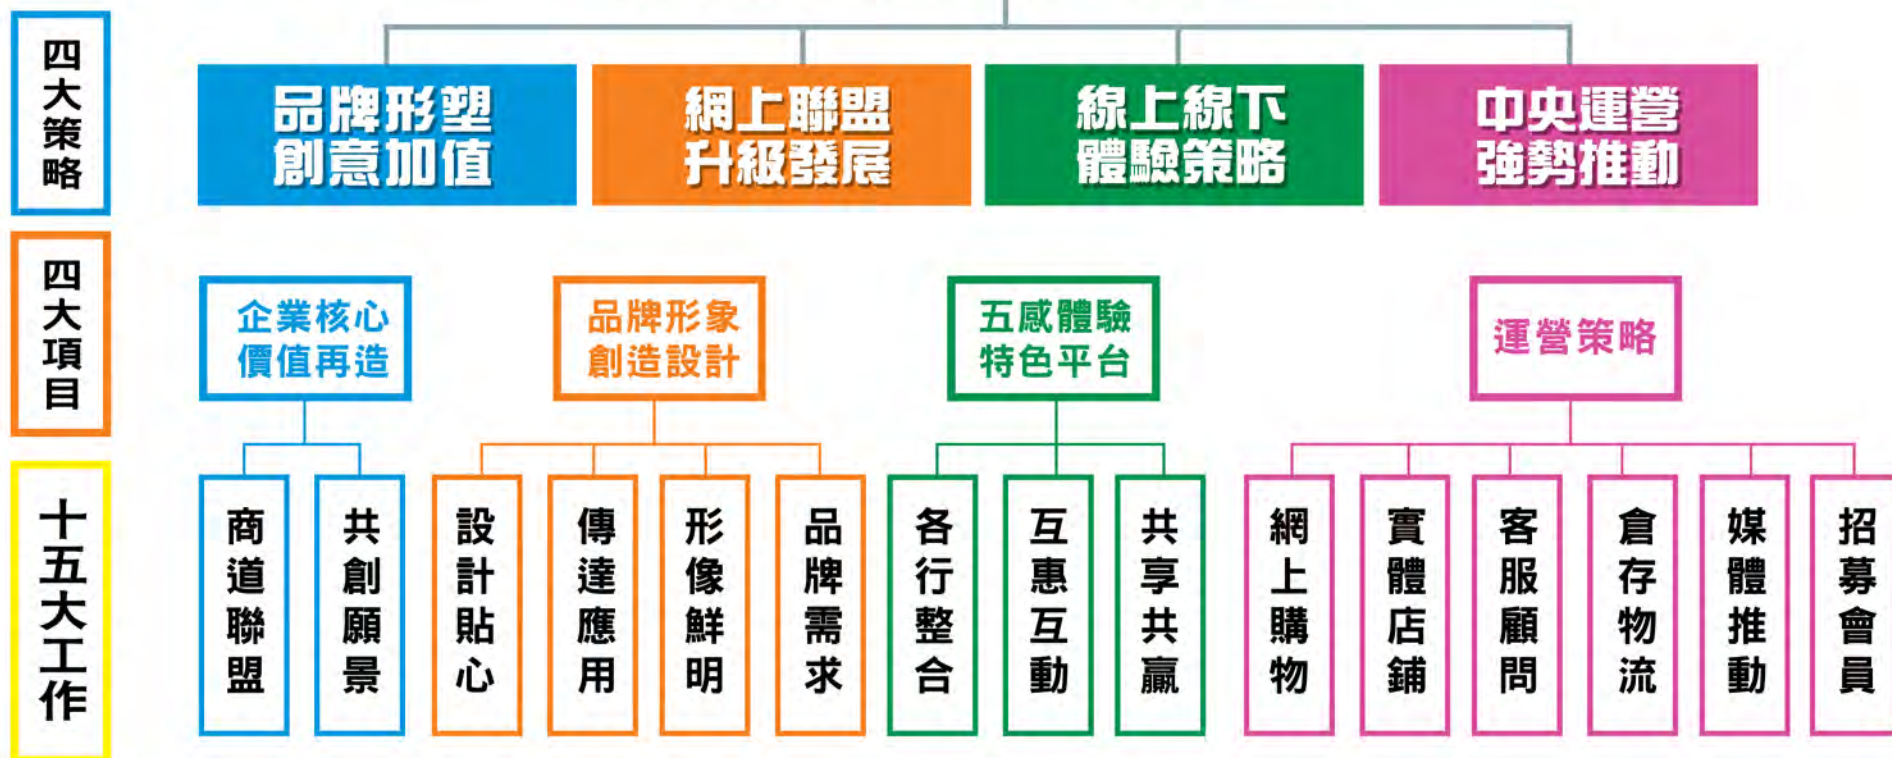 四大策略
品牌形塑
創意加值
網上聯盟
升級發展
線上線下
體驗策略
中央運營
強勢推動
四大項目
企業核心
價值再造
品牌形象
創造設計
五感體驗
特色平台
運營策略
十五大工作
商道聯盟
共創願景
設計貼心
傳達應用
形像鮮明
品牌需求
各行整合
互惠互動
共享共贏
網上購物
實體店鋪
客服顧問
倉存物流
媒體推動
招募會員